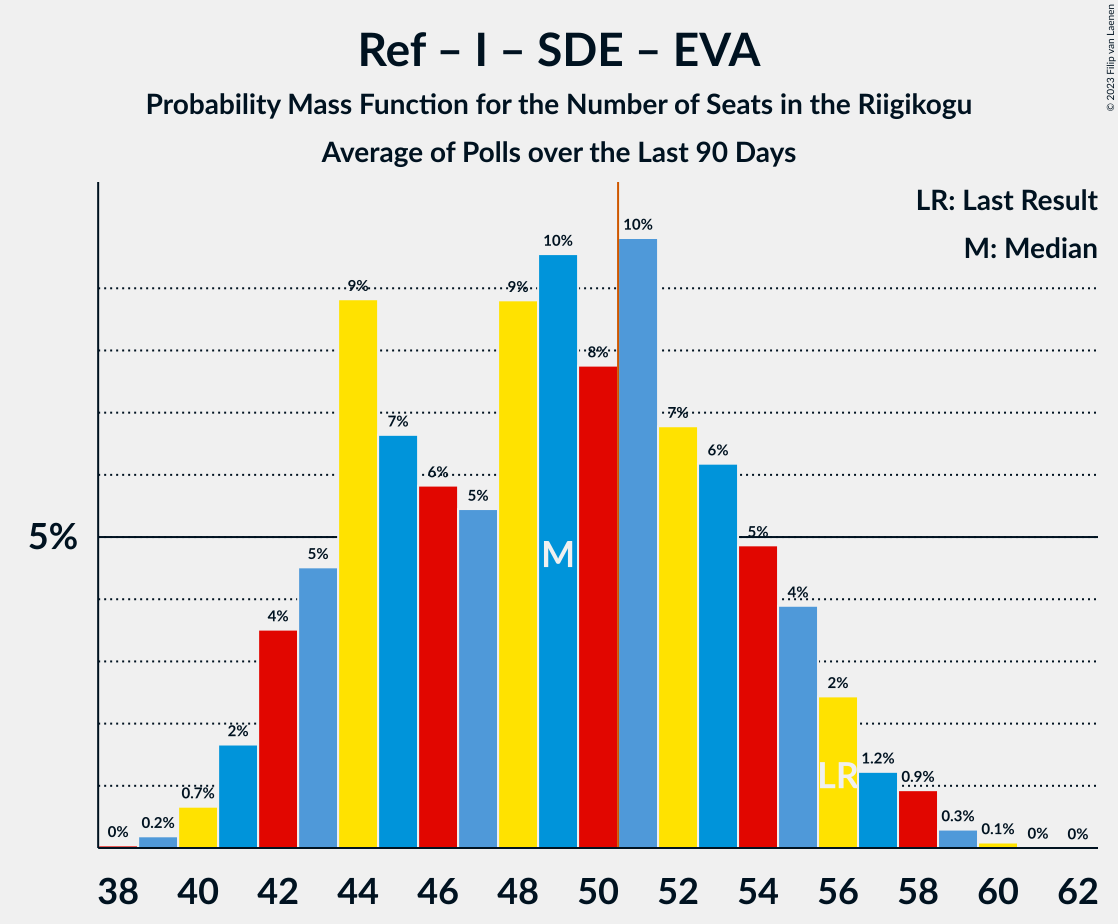 Ref – I – SDE – EVA
Probability Mass Function for the Number of Seats in the Riigikogu
Average of Polls over the Last 90 Days
© 2023 Filip van Laenen
LR: Last Result
M: Median
5%
0%
0.2%
0.7%
2%
4%
5%
9%
7%
6%
5%
9%
10%
8%
10%
7%
6%
5%
4%
2%
1.2%
0.9%
0.3%
0.1%
0%
0%
M
LR
38 40 42 44 46 48 50 52 54 56 58 60 62